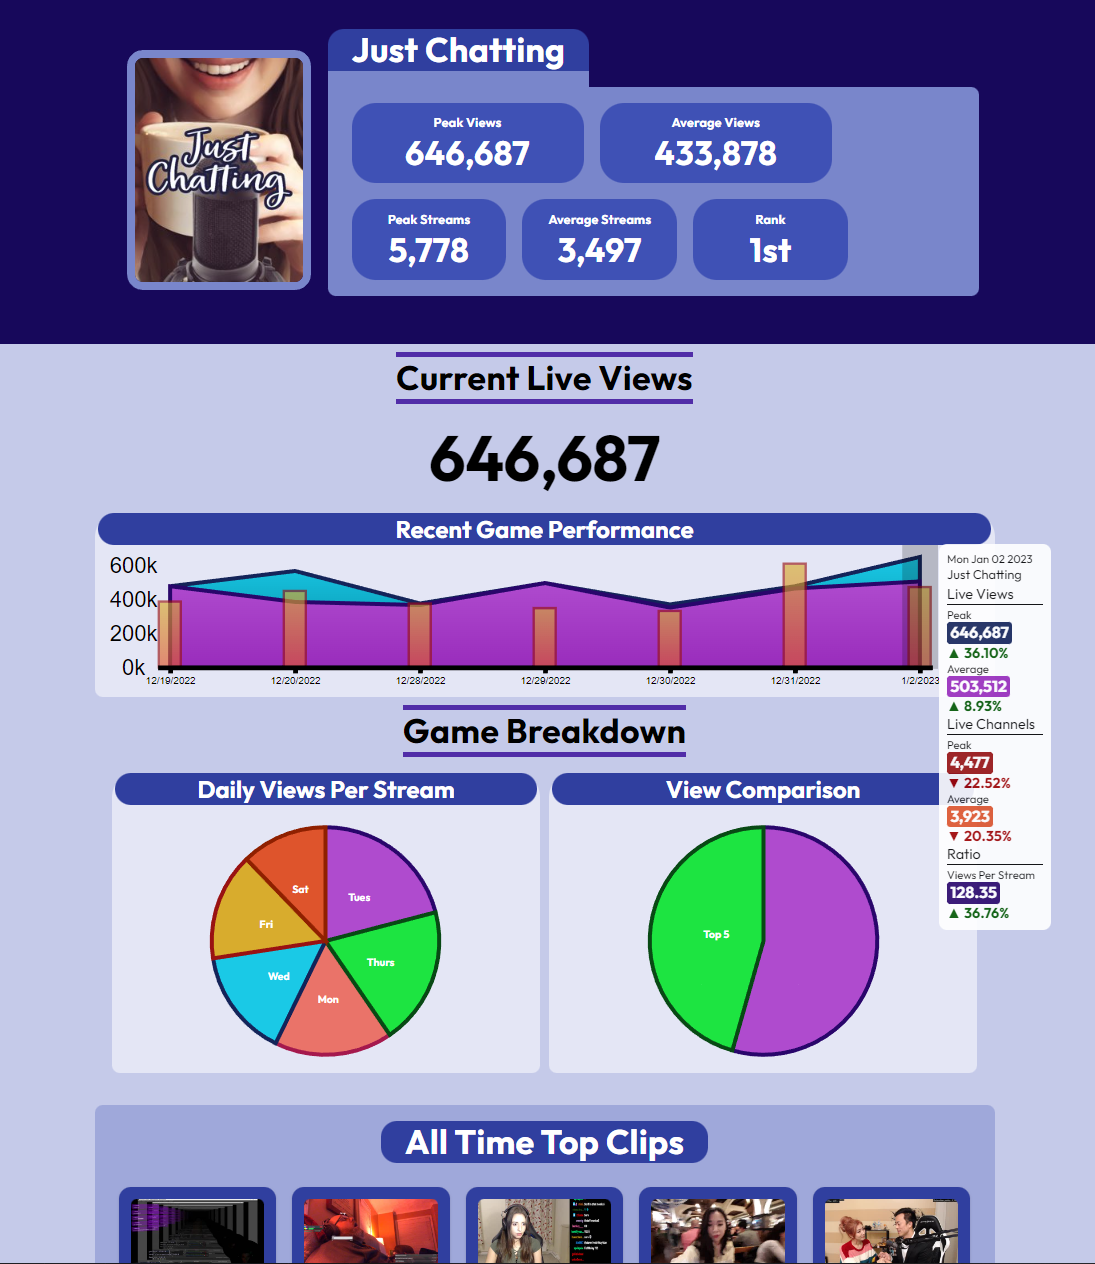 Just Chatting
Just
Chatting
Peak Views
646,687
Average Views
433,878
Peak Streams
5,778
Average Streams
3,497
Rank
1st
Current Live Views
646,687
Recent Game Performance
600k
400k
200k
0k
12/19/2022
12/20/2022
12/28/2022
12/29/2022
12/30/2022
12/31/2022
1/2/2023
Mon Jan 02 2023
Just Chatting
Live Views
Peak
646,687
▲ 36.10%
Average
503,512
▲ 8.93%
Live Channels
Peak
4,477
▼ 22.52%
Average
3,923
▼ 20.35%
Ratio
Views Per Stream
128.35
▲ 36.76%
Game Breakdown
Daily Views Per Stream
Sat
Tues
Fri
Thurs
Wed
Mon
View Comparison
Top 5
All Time Top Clips